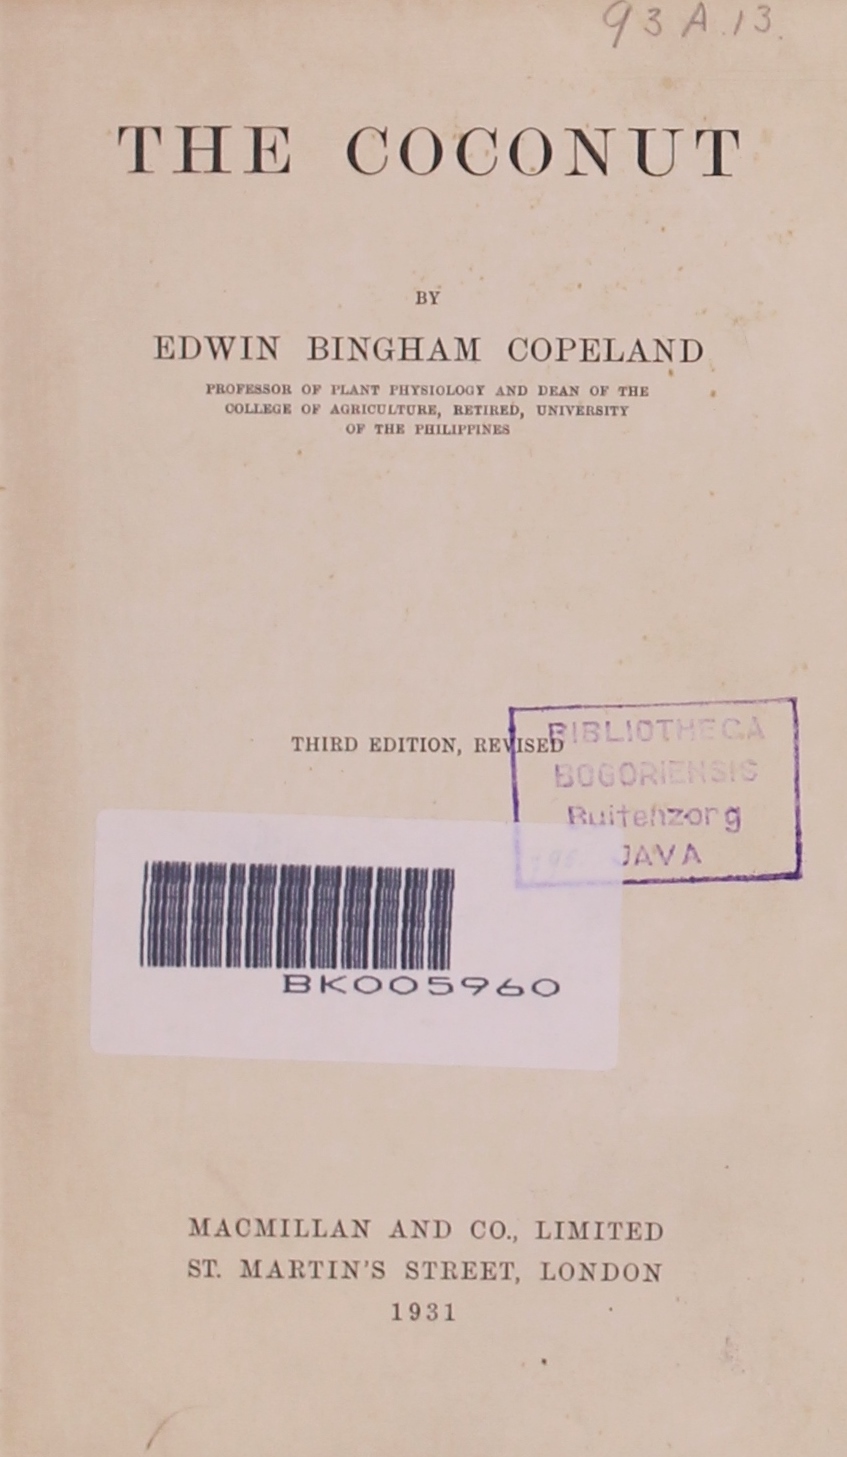 93 A.13.
THE COCONUT
BY
EDWIN BINGHAM COPELAND
PROFESSOR OF PLANT PHYSIOLOGY AND DEAN OF THE
COLLEGE OF AGRICULTURE, RETIRED, UNIVERSITY
OF THE PHILIPPINES
THIRD EDITION, REVISED
BIBLIOTHECA
BOGORIENSIS
Buitenzorg
JAVA
BK005960
MACMILLAN AND CO., LIMITED
ST. MARTIN'S STREET, LONDON
1931